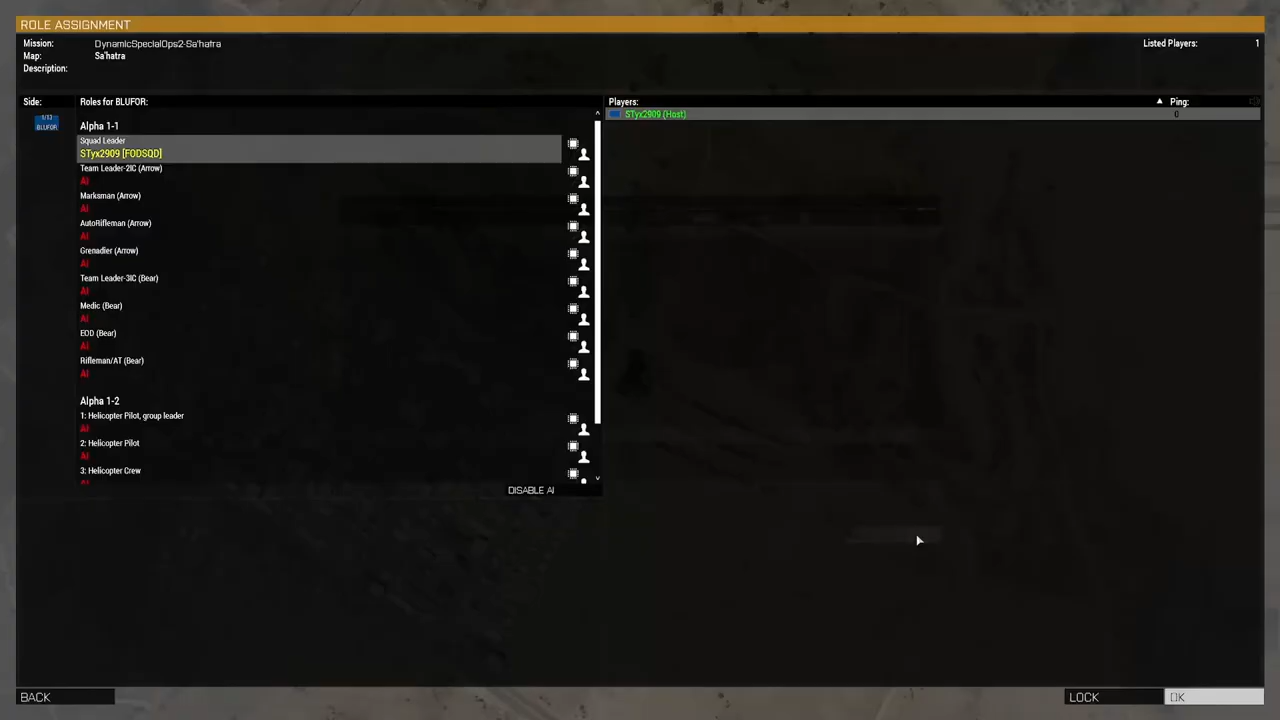 ROLE ASSIGNMENT
Mission: DynamicSpecialOps2-Sa'hatra
Listed Players: 1
Map: Sa'hatra
Description:
Side:
Roles for BLUFOR:
Players:
Ping:
1/13
BLUFOR
STyx2909 (Host) 0
Alpha 1-1
Squad Leader
STyx2909 [FODSQD]
Team Leader-2IC (Arrow)
AI
Marksman (Arrow)
AI
AutoRifleman (Arrow)
AI
Grenadier (Arrow)
AI
Team Leader-3IC (Bear)
AI
Medic (Bear)
AI
EOD (Bear)
AI
Rifleman/AT (Bear)
AI
Alpha 1-2
1: Helicopter Pilot, group leader
AI
2: Helicopter Pilot
AI
3: Helicopter Crew
AI
DISABLE AI
BACK
LOCK
OK